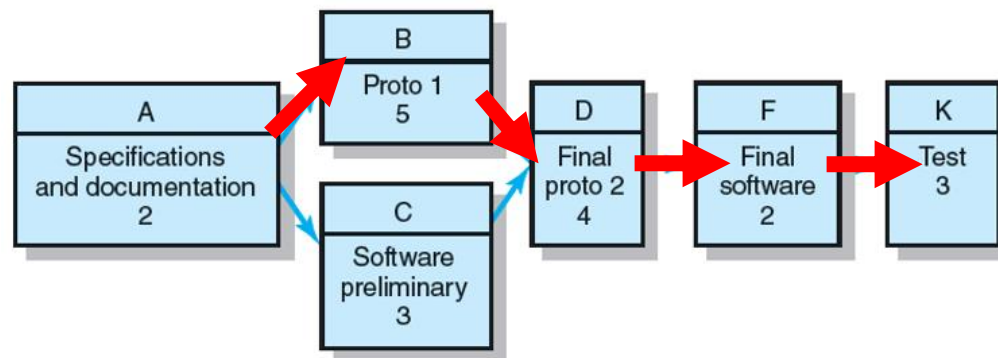 A
Specifications
and documentation
2
B
Proto 1
5
C
Software
preliminary
3
D
Final
proto 2
4
F
Final
software
2
K
Test
3